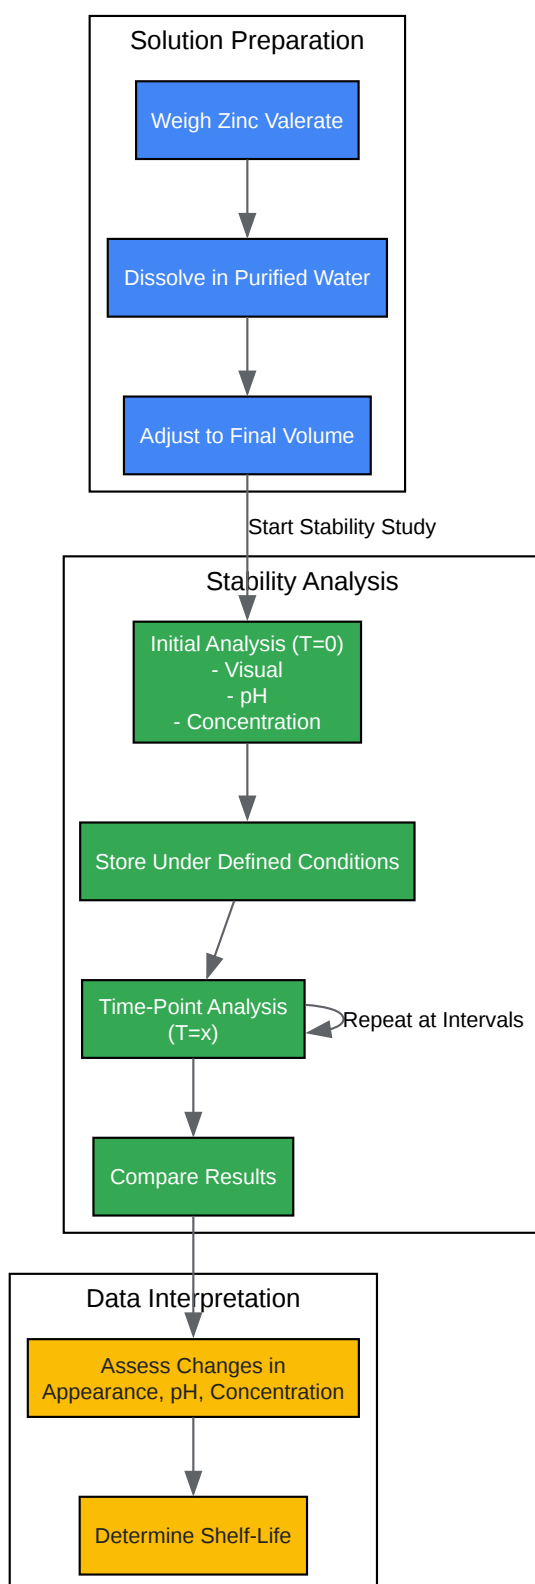 Solution Preparation
Weigh Zinc Valerate
Dissolve in Purified Water
Adjust to Final Volume
Start Stability Study
Stability Analysis
Initial Analysis (T=0)
- Visual
- pH
- Concentration
Store Under Defined Conditions
Time-Point Analysis
(T=x)
Repeat at Intervals
Compare Results
Data Interpretation
Assess Changes in
Appearance, pH, Concentration
Determine Shelf-Life